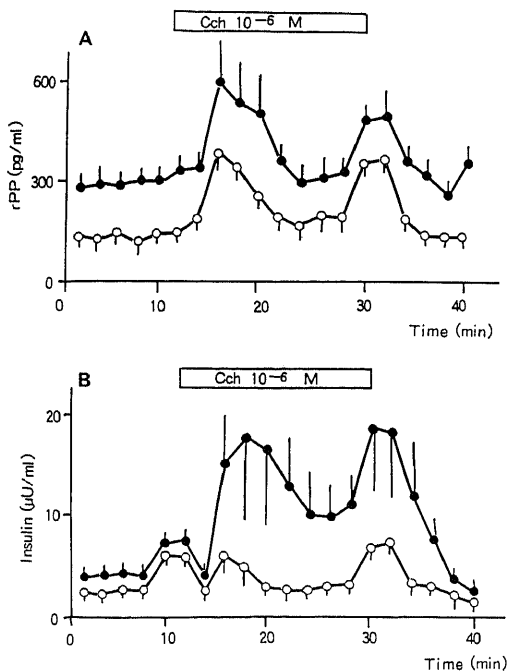 A
Cch 10⁻⁶ M
600
300
0
rPP (pg/ml)
0 10 20 30 40
Time (min)
B
Cch 10⁻⁶ M
20
10
0
Insulin (μU/ml)
0 10 20 30 40
Time (min)